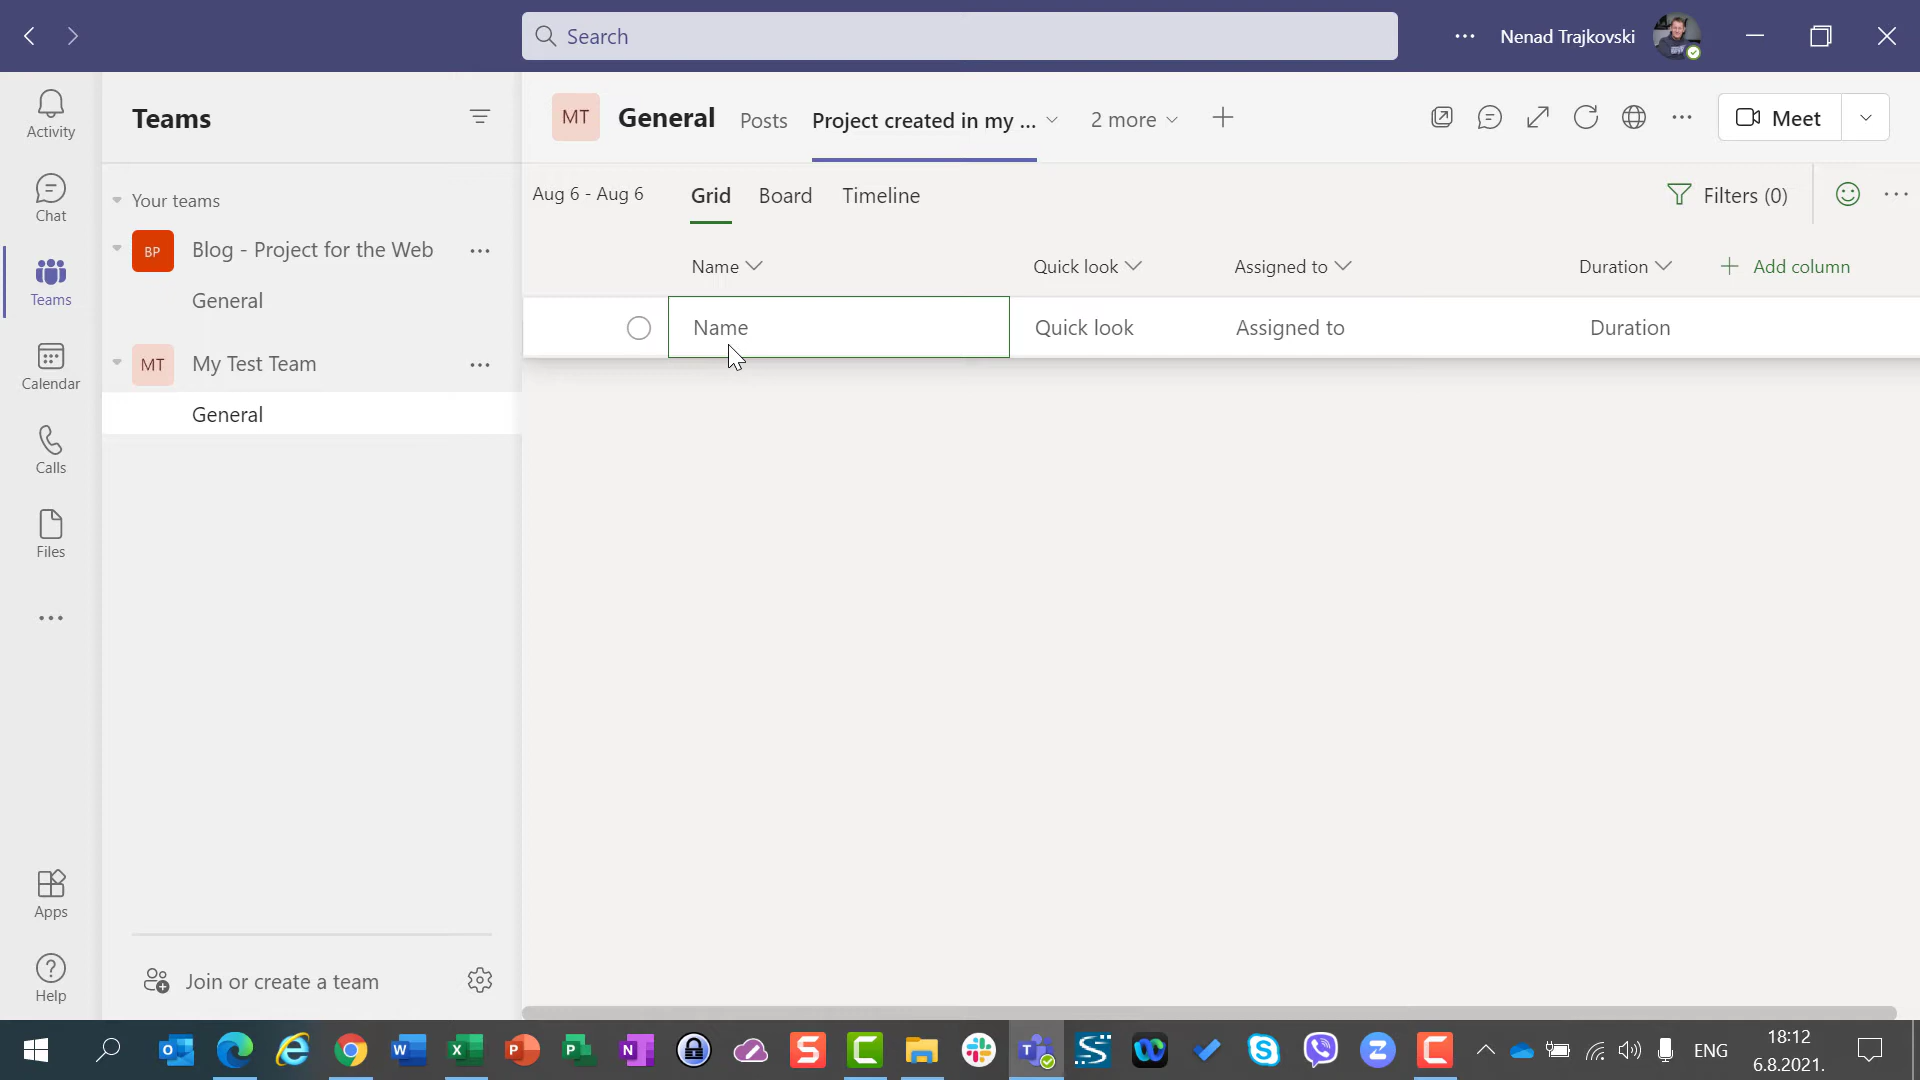 Search
Nenad Trajkovski
Activity
Chat
Teams
Calendar
Calls
Files
Apps
Help
Teams
Your teams
BP Blog - Project for the Web
General
MT My Test Team
General
Join or create a team
MT General Posts Project created in my ... 2 more
Meet
Aug 6 - Aug 6 Grid Board Timeline Filters (0)
Name Quick look Assigned to Duration Add column
Name Quick look Assigned to Duration
ENG
18:12
6.8.2021.